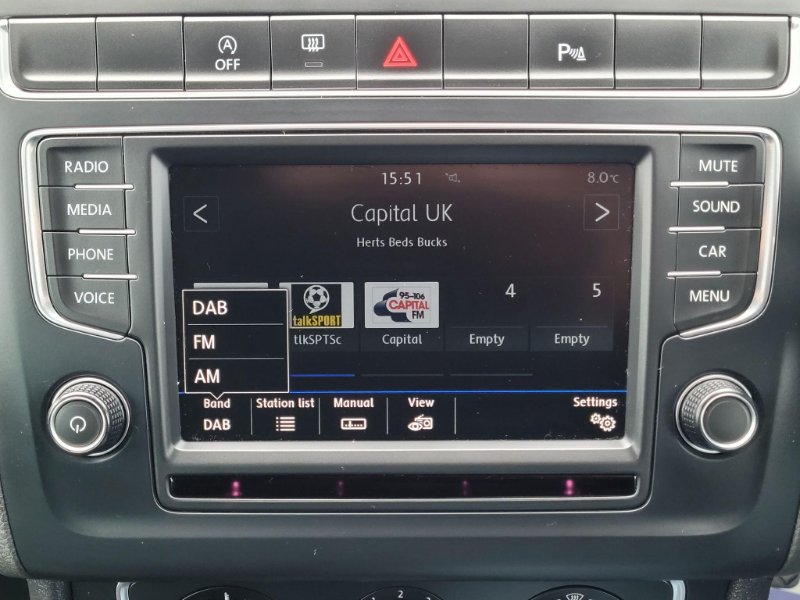 A
OFF
P
RADIO
MEDIA
PHONE
VOICE
MUTE
SOUND
CAR
MENU
15:51
8.0°C
< Capital UK >
Herts Beds Bucks
talkSPORT
95-106
CAPITAL
FM
4
5
tlkSPTSc
Capital
Empty
Empty
DAB
FM
AM
Band
Station list
Manual
View
Settings
DAB
2